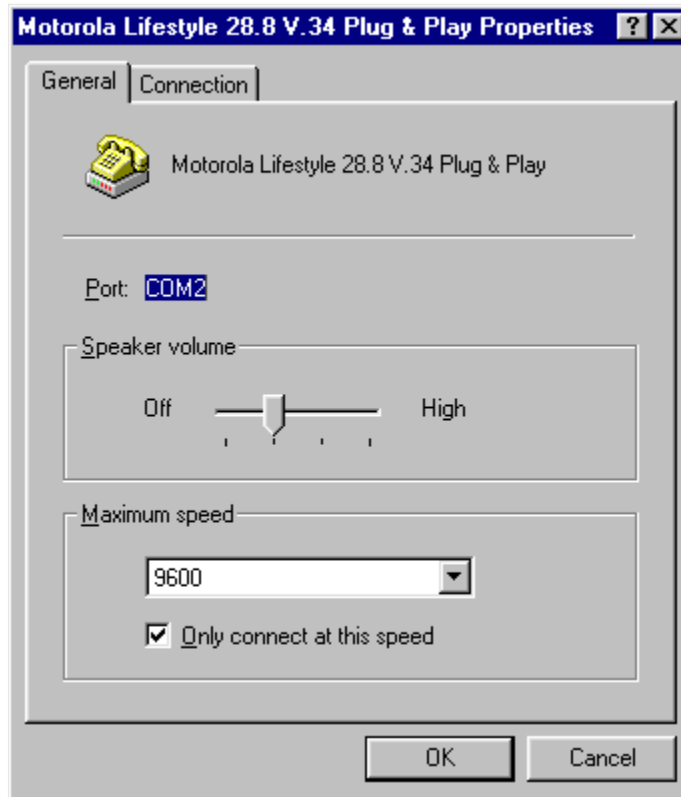 Motorola Lifestyle 28.8 V.34 Plug & Play Properties
General Connection
Motorola Lifestyle 28.8 V.34 Plug & Play
Port: COM2
Speaker volume
Off High
Maximum speed
9600
Only connect at this speed
OK Cancel